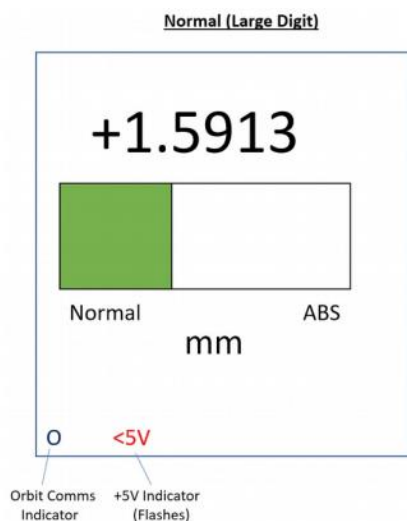 Normal (Large Digit)
+1.5913
Normal ABS
mm
O <5V
Orbit Comms +5V Indicator
Indicator (Flashes)